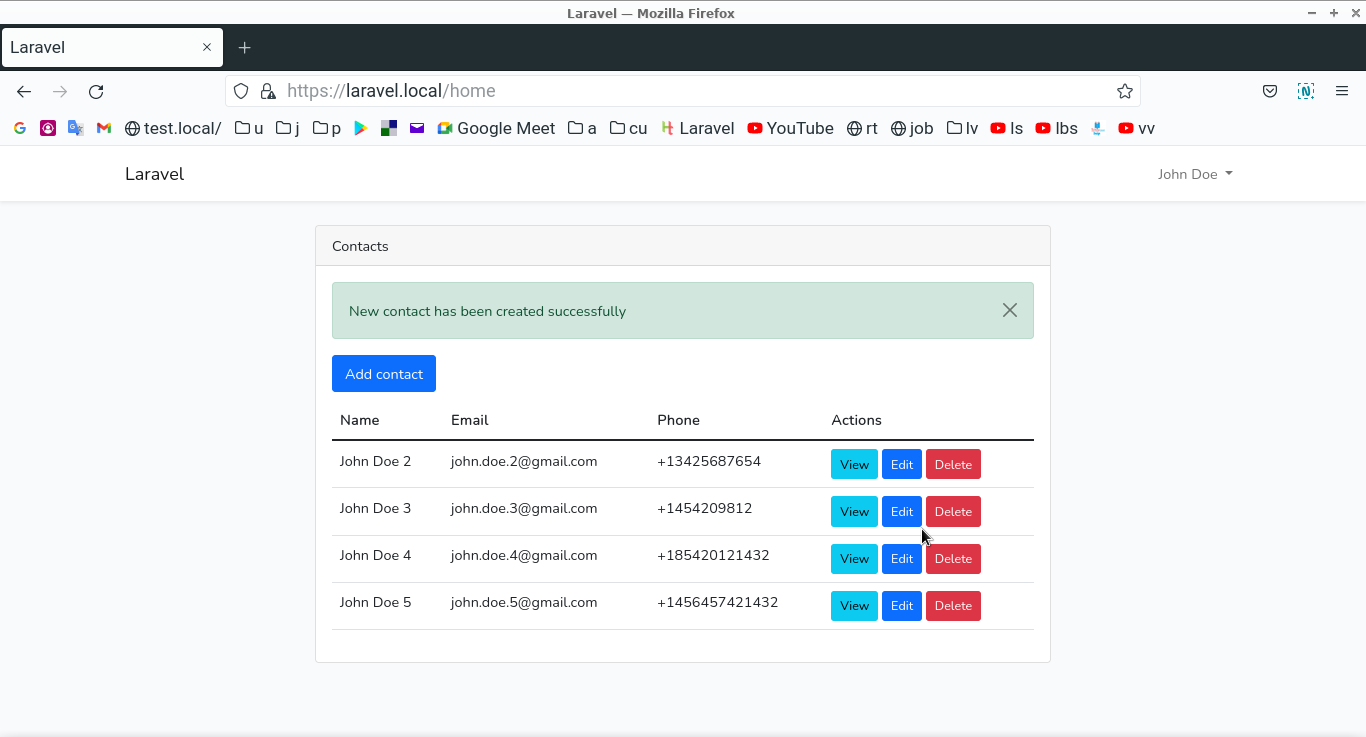 Laravel — Mozilla Firefox
Laravel
https://laravel.local/home
test.local/ u j p Google Meet a cu Laravel YouTube rt job lv ls lbs vv
Laravel John Doe
Contacts
New contact has been created successfully
Add contact
Name Email Phone Actions
John Doe 2 john.doe.2@gmail.com +13425687654 View Edit Delete
John Doe 3 john.doe.3@gmail.com +1454209812 View Edit Delete
John Doe 4 john.doe.4@gmail.com +185420121432 View Edit Delete
John Doe 5 john.doe.5@gmail.com +1456457421432 View Edit Delete